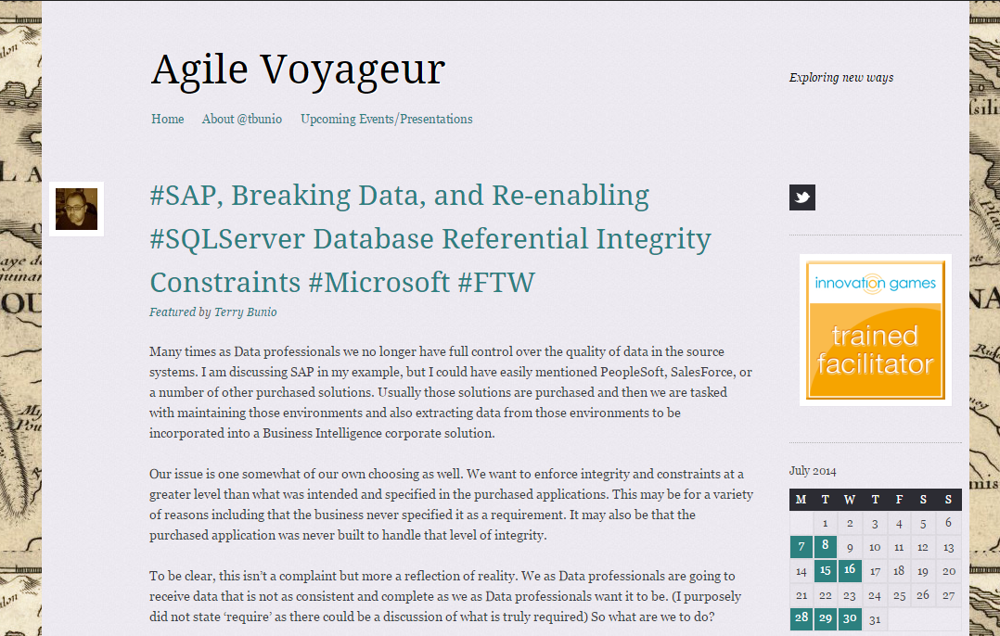 Agile Voyageur
Exploring new ways
Home About @tbunio Upcoming Events/Presentations
#SAP, Breaking Data, and Re-enabling
#SQLServer Database Referential Integrity
Constraints #Microsoft #FTW
Featured by Terry Bunio
Many times as Data professionals we no longer have full control over the quality of data in the source
systems. I am discussing SAP in my example, but I could have easily mentioned PeopleSoft, SalesForce, or
a number of other purchased solutions. Usually those solutions are purchased and then we are tasked
with maintaining those environments and also extracting data from those environments to be
incorporated into a Business Intelligence corporate solution.
Our issue is one somewhat of our own choosing as well. We want to enforce integrity and constraints at a
greater level than what was intended and specified in the purchased applications. This may be for a variety
of reasons including that the business never specified it as a requirement. It may also be that the
purchased application was never built to handle that level of integrity.
To be clear, this isn’t a complaint but more a reflection of reality. We as Data professionals are going to
receive data that is not as consistent and complete as we as Data professionals want it to be. (I purposely
did not state ‘require’ as there could be a discussion of what is truly required) So what are we to do?
innovation games
trained
facilitator
July 2014
M T W T F S S
1 2 3 4 5 6
7 8 9 10 11 12 13
14 15 16 17 18 19 20
21 22 23 24 25 26 27
28 29 30 31